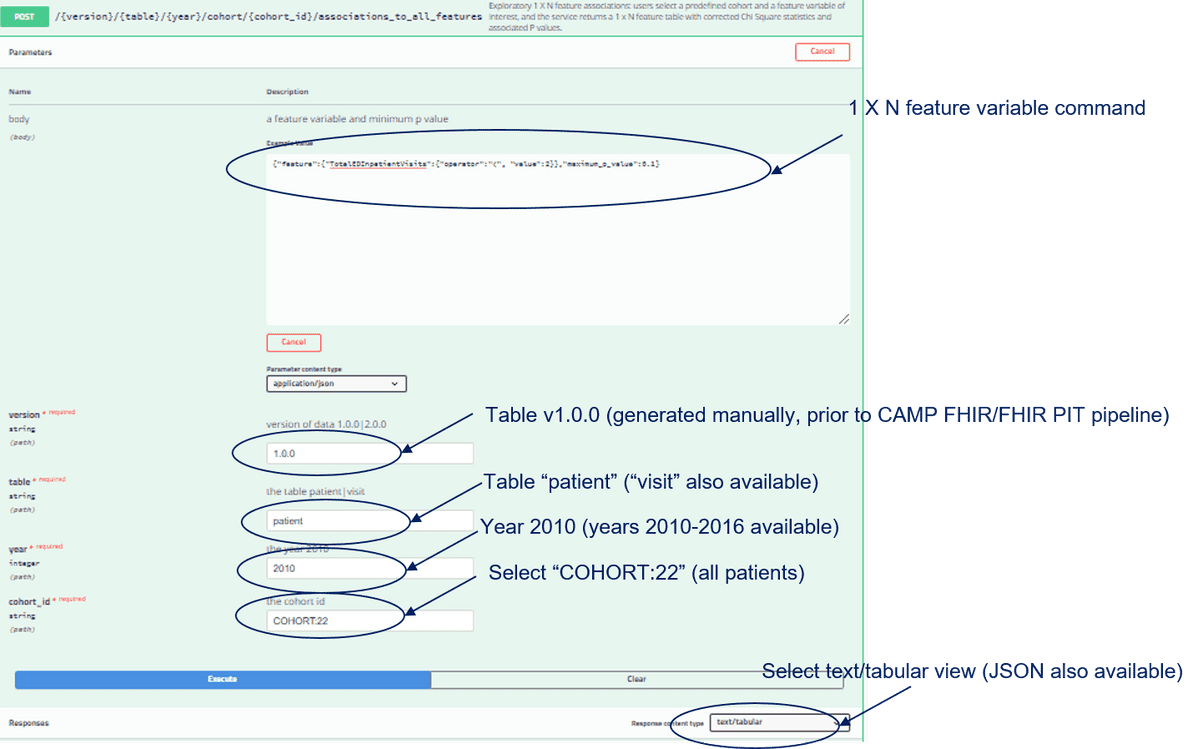 POST /{version}/{table}/{year}/cohort/{cohort_id}/associations_to_all_features
Exploratory 1 X N feature associations: users select a predefined cohort and a feature variable of
interest, and the service returns a 1 x N feature table with corrected Chi Square statistics and
associated P values.
Parameters
Cancel
Name Description
body a feature variable and minimum p value
(body)
Example Value
1 X N feature variable command
{"feature":{"TotalEDInpatientVisits":{"operator":"<", "value":2}},"maximum_p_value":0.1}
Cancel
Parameter content type
application/json
version * required
string
(path)
version of data 1.0.0|2.0.0
1.0.0
Table v1.0.0 (generated manually, prior to CAMP FHIR/FHIR PIT pipeline)
table * required
string
(path)
the table patient|visit
patient
Table “patient” (“visit” also available)
year * required
integer
(path)
the year 2010
2010
Year 2010 (years 2010-2016 available)
cohort_id * required
string
(path)
the cohort id
COHORT:22
Select “COHORT:22” (all patients)
Execute Clear
Select text/tabular view (JSON also available)
Responses Response content type text/tabular